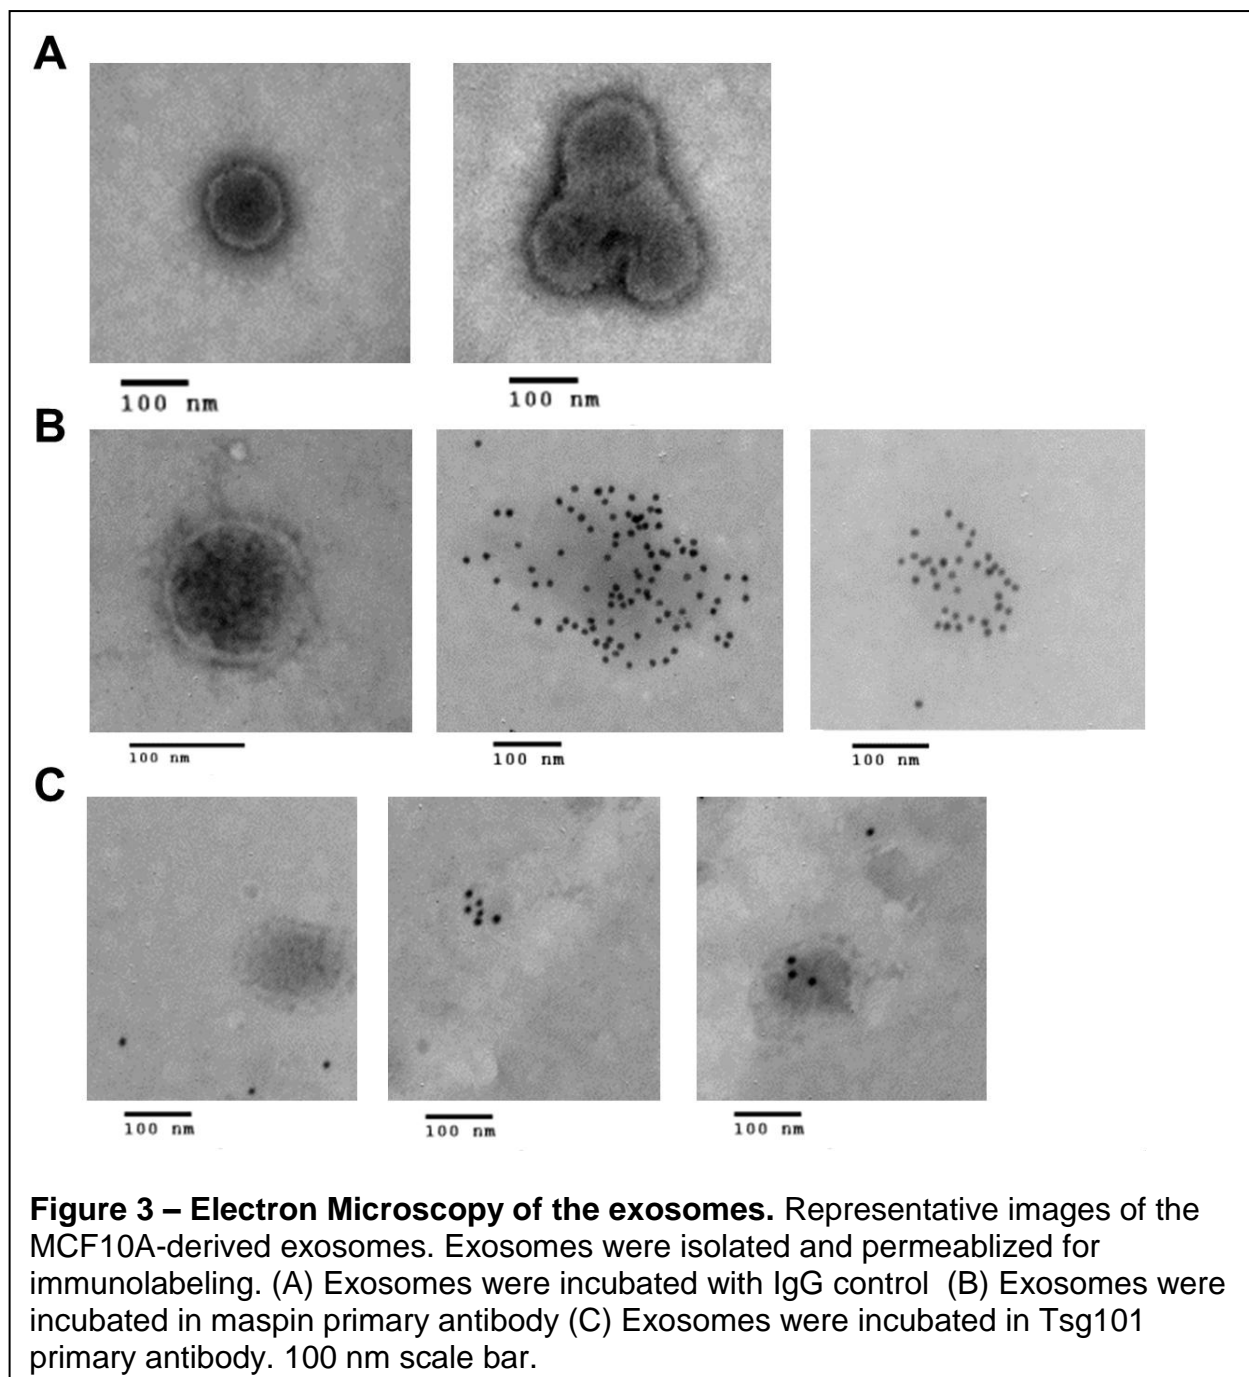 A
100 nm
100 nm
B
100 nm
100 nm
100 nm
C
100 nm
100 nm
100 nm
Figure 3 – Electron Microscopy of the exosomes. Representative images of the
MCF10A-derived exosomes. Exosomes were isolated and permeablized for
immunolabeling. (A) Exosomes were incubated with IgG control (B) Exosomes were
incubated in maspin primary antibody (C) Exosomes were incubated in Tsg101
primary antibody. 100 nm scale bar.